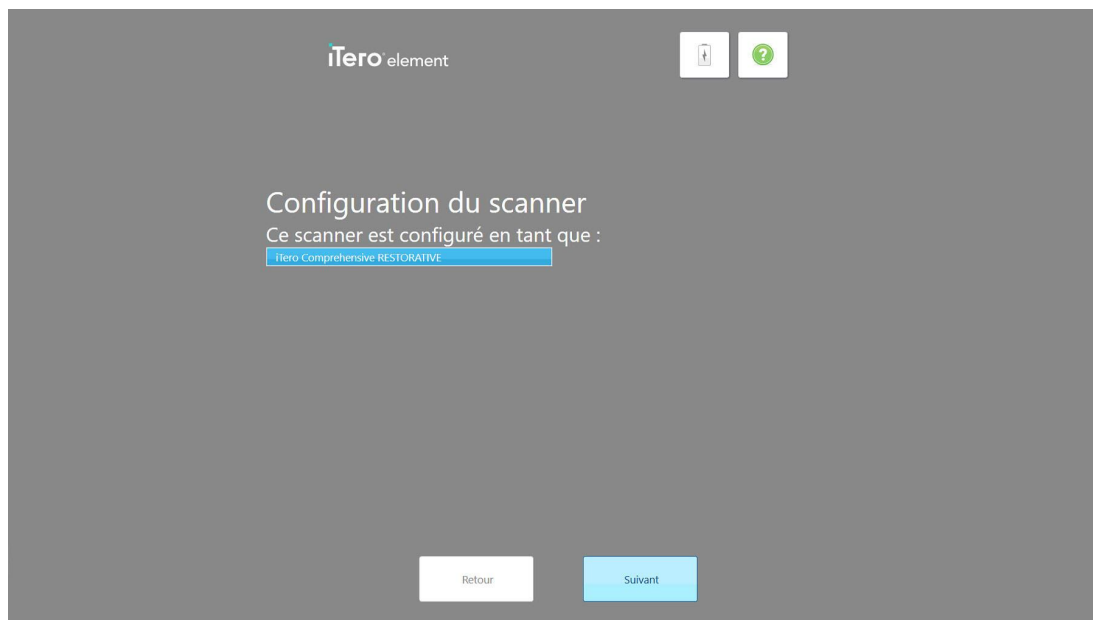 iTero element
?
Configuration du scanner
Ce scanner est configuré en tant que :
iTero Comprehensive RESTORATIVE
Retour
Suivant